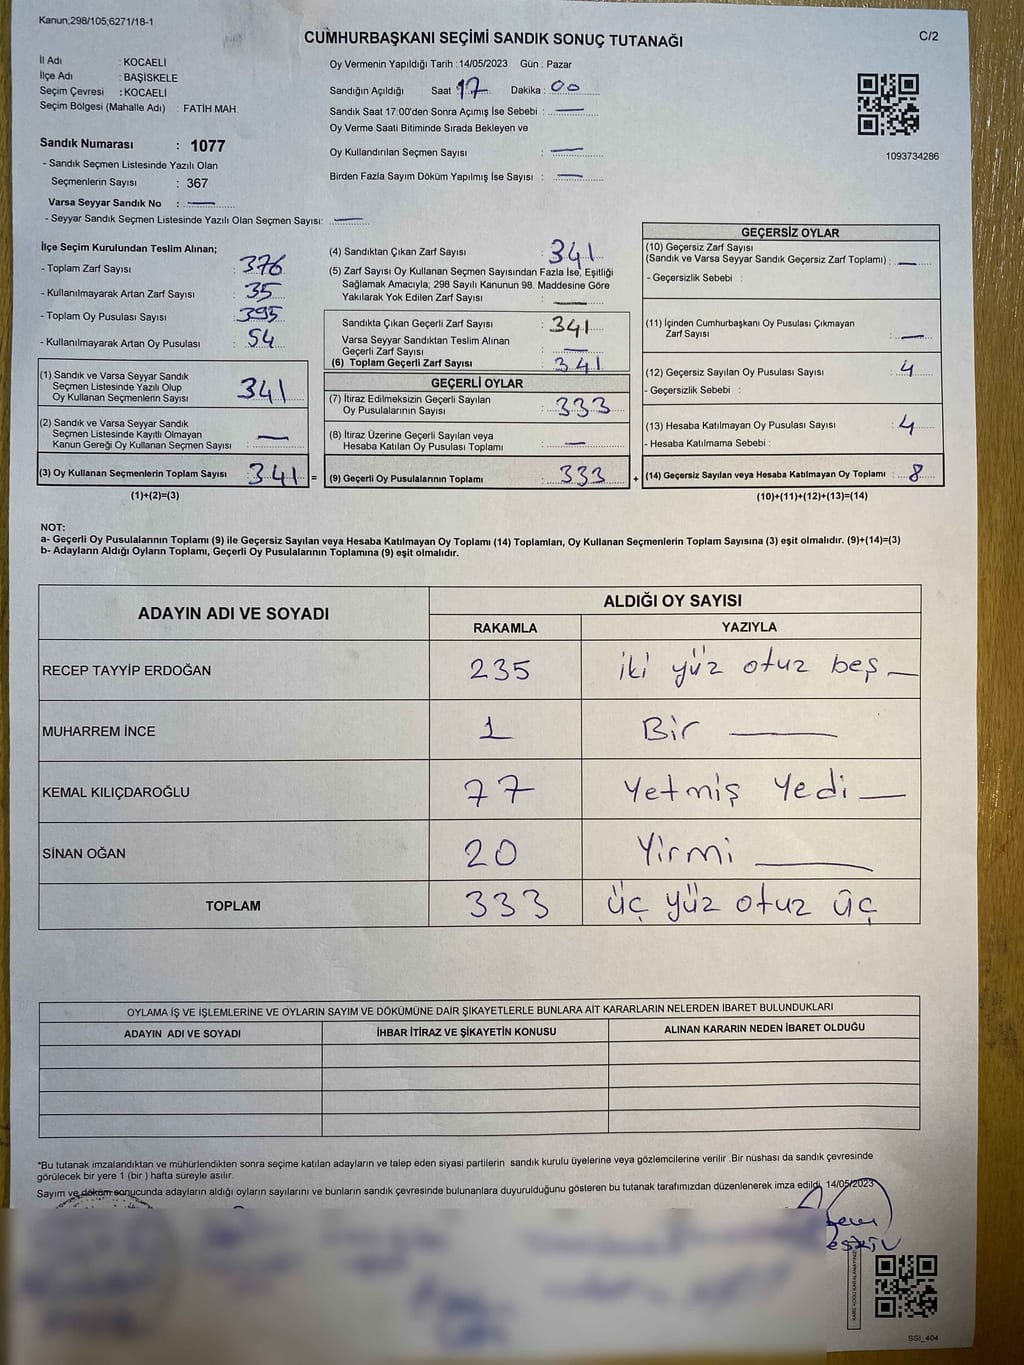 Kanun;298/105;6271/18-1
CUMHURBAŞKANI SEÇİMİ SANDIK SONUÇ TUTANAĞI
C/2
İl Adı : KOCAELİ
İlçe Adı : BAŞİSKELE
Seçim Çevresi : KOCAELİ
Seçim Bölgesi (Mahalle Adı) : FATİH MAH.
Oy Vermenin Yapıldığı Tarih :14/05/2023 Gün : Pazar
Sandığın Açıldığı Saat 17 Dakika : 00
Sandık Saat 17:00'den Sonra Açımış İse Sebebi : —
Oy Verme Saati Bitiminde Sırada Bekleyen ve
Oy Kullandırılan Seçmen Sayısı : —
Birden Fazla Sayım Döküm Yapılmış İse Sayısı : —
1093734286
Sandık Numarası : 1077
- Sandık Seçmen Listesinde Yazılı Olan
Seçmenlerin Sayısı : 367
Varsa Seyyar Sandık No : —
- Seyyar Sandık Seçmen Listesinde Yazılı Olan Seçmen Sayısı: —
İlçe Seçim Kurulundan Teslim Alınan;
- Toplam Zarf Sayısı : 376
- Kullanılmayarak Artan Zarf Sayısı : 35
- Toplam Oy Pusulası Sayısı : 395
- Kullanılmayarak Artan Oy Pusulası : 54
(1) Sandık ve Varsa Seyyar Sandık
Seçmen Listesinde Yazılı Olup
Oy Kullanan Seçmenlerin Sayısı : 341
(2) Sandık ve Varsa Seyyar Sandık
Seçmen Listesinde Kayıtlı Olmayan
Kanun Gereği Oy Kullanan Seçmen Sayısı : —
(3) Oy Kullanan Seçmenlerin Toplam Sayısı 341 =
(1)+(2)=(3)
(4) Sandıktan Çıkan Zarf Sayısı : 341
(5) Zarf Sayısı Oy Kullanan Seçmen Sayısından Fazla İse, Eşitliği
Sağlamak Amacıyla; 298 Sayılı Kanunun 98. Maddesine Göre
Yakılarak Yok Edilen Zarf Sayısı : —
Sandıkta Çıkan Geçerli Zarf Sayısı : 341
Varsa Seyyar Sandıktan Teslim Alınan
Geçerli Zarf Sayısı : —
(6) Toplam Geçerli Zarf Sayısı : 341
GEÇERLİ OYLAR
(7) İtiraz Edilmeksizin Geçerli Sayılan
Oy Pusulalarının Sayısı : 333
(8) İtiraz Üzerine Geçerli Sayılan veya
Hesaba Katılan Oy Pusulası Toplamı : —
(9) Geçerli Oy Pusulalarının Toplamı : 333 +
GEÇERSİZ OYLAR
(10) Geçersiz Zarf Sayısı
(Sandık ve Varsa Seyyar Sandık Geçersiz Zarf Toplamı) : —
- Geçersizlik Sebebi :
(11) İçinden Cumhurbaşkanı Oy Pusulası Çıkmayan
Zarf Sayısı : —
(12) Geçersiz Sayılan Oy Pusulası Sayısı : 4
- Geçersizlik Sebebi :
(13) Hesaba Katılmayan Oy Pusulası Sayısı : 4
- Hesaba Katılmama Sebebi :
(14) Geçersiz Sayılan veya Hesaba Katılmayan Oy Toplamı : 8
(10)+(11)+(12)+(13)=(14)
NOT:
a- Geçerli Oy Pusulalarının Toplamı (9) ile Geçersiz Sayılan veya Hesaba Katılmayan Oy Toplamı (14) Toplamları, Oy Kullanan Seçmenlerin Toplam Sayısına (3) eşit olmalıdır. (9)+(14)=(3)
b- Adayların Aldığı Oyların Toplamı, Geçerli Oy Pusulalarının Toplamına (9) eşit olmalıdır.
ADAYIN ADI VE SOYADI
ALDIĞI OY SAYISI
RAKAMLA YAZIYLA
RECEP TAYYİP ERDOĞAN 235 iki yüz otuz beş —
MUHARREM İNCE 1 Bir —
KEMAL KILIÇDAROĞLU 77 Yetmiş Yedi —
SİNAN OĞAN 20 Yirmi —
TOPLAM 333 üç yüz otuz üç
OYLAMA İŞ VE İŞLEMLERİNE VE OYLARIN SAYIM VE DÖKÜMÜNE DAİR ŞİKAYETLERLE BUNLARA AİT KARARLARIN NELERDEN İBARET BULUNDUKLARI
ADAYIN ADI VE SOYADI İHBAR İTİRAZ VE ŞİKAYETİN KONUSU ALINAN KARARIN NEDEN İBARET OLDUĞU
*Bu tutanak imzalandıktan ve mühürlendikten sonra seçime katılan adayların ve talep eden siyasi partilerin sandık kurulu üyelerine veya gözlemcilerine verilir .Bir nüshası da sandık çevresinde
görülecek bir yere 1 (bir ) hafta süreyle asılır.
Sayım ve döküm sonucunda adayların aldığı oyların sayılarını ve bunların sandık çevresinde bulunanlara duyurulduğunu gösteren bu tutanak tarafımızdan düzenlenerek imza edildi. 14/05/2023
SSİ_404